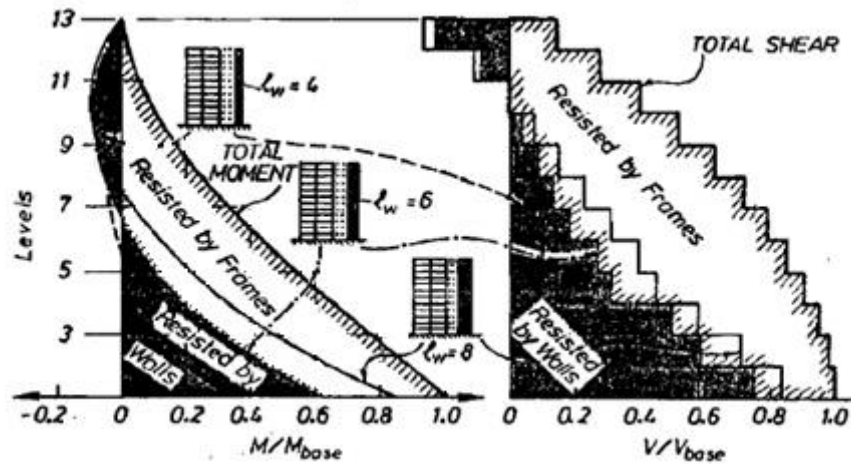 13
11
9
7
5
3
Levels
-0.2
0
0.2
0.4
0.6
0.8
1.0
M/Mbase
TOTAL
MOMENT
Resisted by Frames
Resisted by
Walls
ℓw = 4
ℓw = 6
ℓw = 8
TOTAL SHEAR
Resisted by Frames
Resisted
by Walls
0
0.2
0.4
0.6
0.8
1.0
V/Vbase